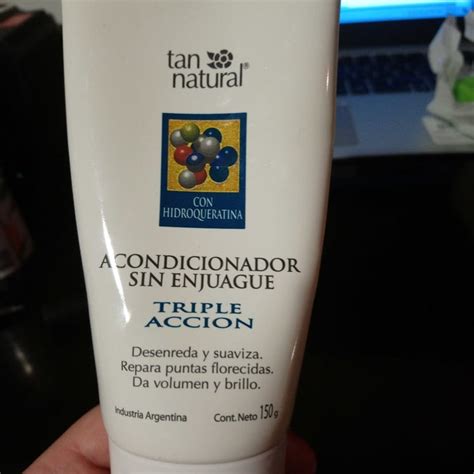 tan
natural®
CON
HIDROQUERATINA
ACONDICIONADOR
SIN ENJUAGUE
TRIPLE
ACCION
Desenreda y suaviza.
Repara puntas florecidas.
Da volumen y brillo.
Industria Argentina Cont. Neto 150 g